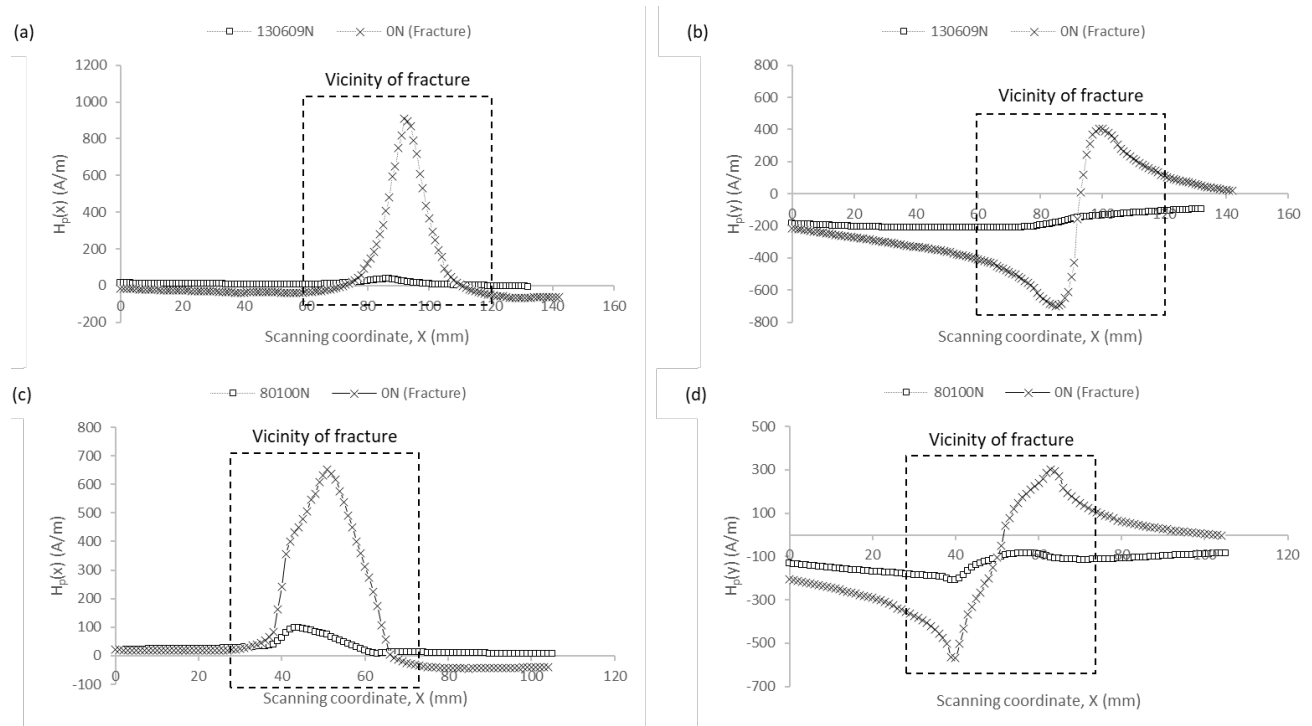 (a)
130609N 0N (Fracture)
Vicinity of fracture
1200
1000
800
600
400
200
0
-200
0 20 40 60 80 100 120 140 160
Hp(x) (A/m)
Scanning coordinate, X (mm)
(b)
130609N 0N (Fracture)
Vicinity of fracture
800
600
400
200
0
-200
-400
-600
-800
0 20 40 60 80 100 120 140 160
Hp(y) (A/m)
Scanning coordinate, X (mm)
(c)
80100N 0N (Fracture)
Vicinity of fracture
800
700
600
500
400
300
200
100
0
-100
0 20 40 60 80 100 120
Hp(x) (A/m)
Scanning coordinate, X (mm)
(d)
80100N 0N (Fracture)
Vicinity of fracture
500
300
100
-100
-300
-500
-700
0 20 40 60 80 100 120
Hp(y) (A/m)
Scanning coordinate, X (mm)